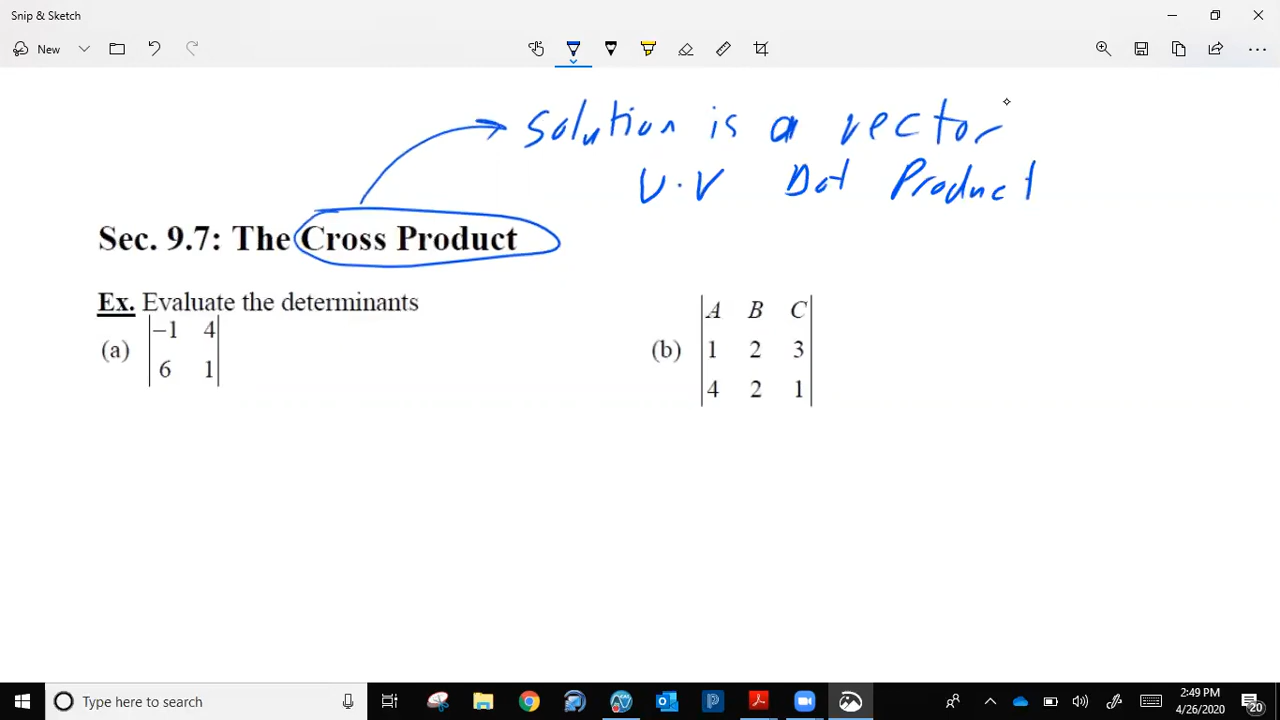 Snip & Sketch
New
solution is a vector
U·V Dot Product
Sec. 9.7: The Cross Product
Ex. Evaluate the determinants
(a) |−1 4|
|6 1|
(b) |A B C|
|1 2 3|
|4 2 1|
Type here to search
2:49 PM
4/26/2020
20